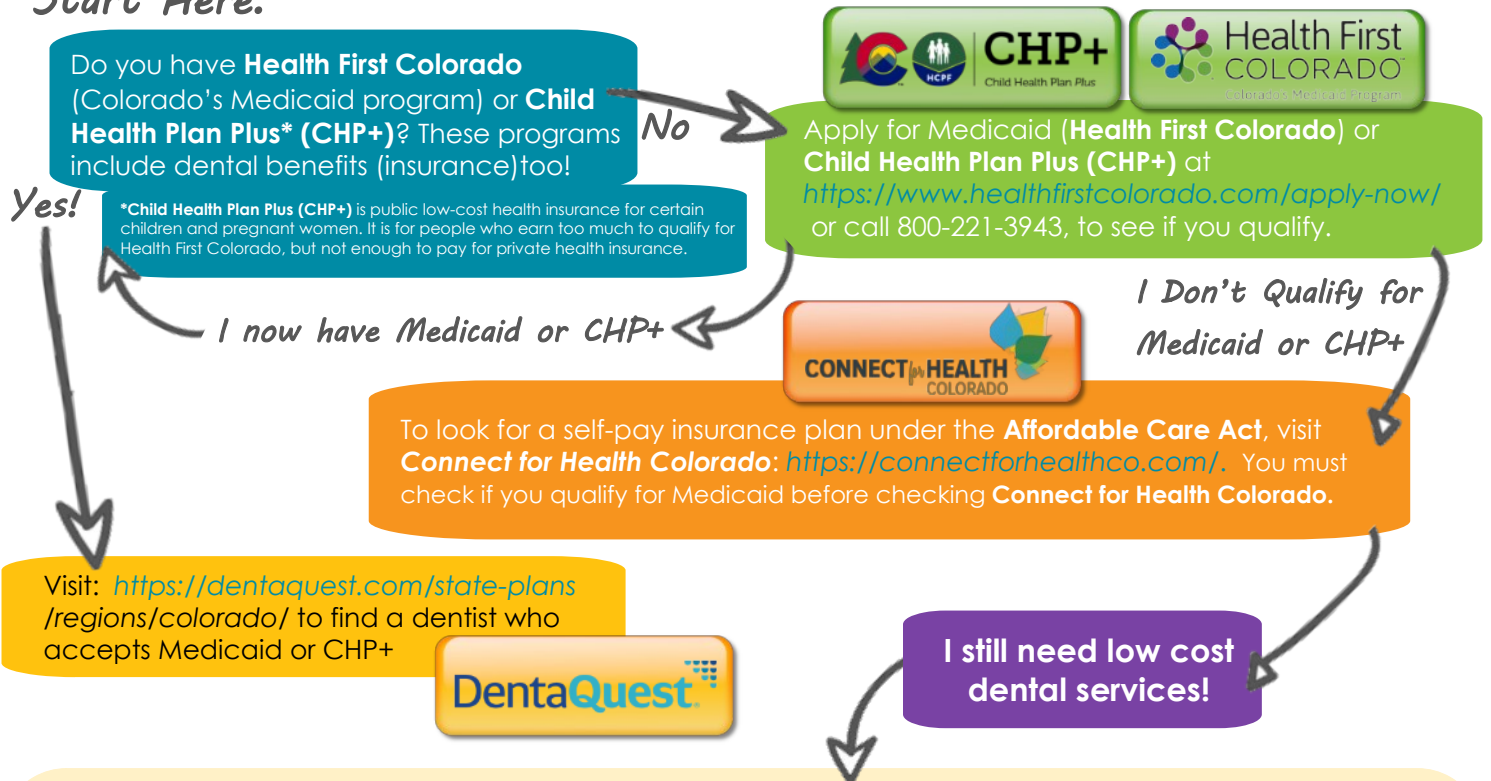 Start Here:
Do you have Health First Colorado
(Colorado's Medicaid program) or Child
Health Plan Plus* (CHP+)? These programs
include dental benefits (insurance)too!
*Child Health Plan Plus (CHP+) is public low-cost health insurance for certain
children and pregnant women. It is for people who earn too much to qualify for
Health First Colorado, but not enough to pay for private health insurance.
No
Yes!
HCPF
CHP+
Child Health Plan Plus
Health First
COLORADO
Colorado's Medicaid Program
Apply for Medicaid (Health First Colorado) or
Child Health Plan Plus (CHP+) at
https://www.healthfirstcolorado.com/apply-now/
or call 800-221-3943, to see if you qualify.
I now have Medicaid or CHP+
I Don't Qualify for
Medicaid or CHP+
CONNECT for HEALTH
COLORADO
To look for a self-pay insurance plan under the Affordable Care Act, visit
Connect for Health Colorado: https://connectforhealthco.com/. You must
check if you qualify for Medicaid before checking Connect for Health Colorado.
Visit: https://dentaquest.com/state-plans
/regions/colorado/ to find a dentist who
accepts Medicaid or CHP+
DentaQuest
I still need low cost
dental services!